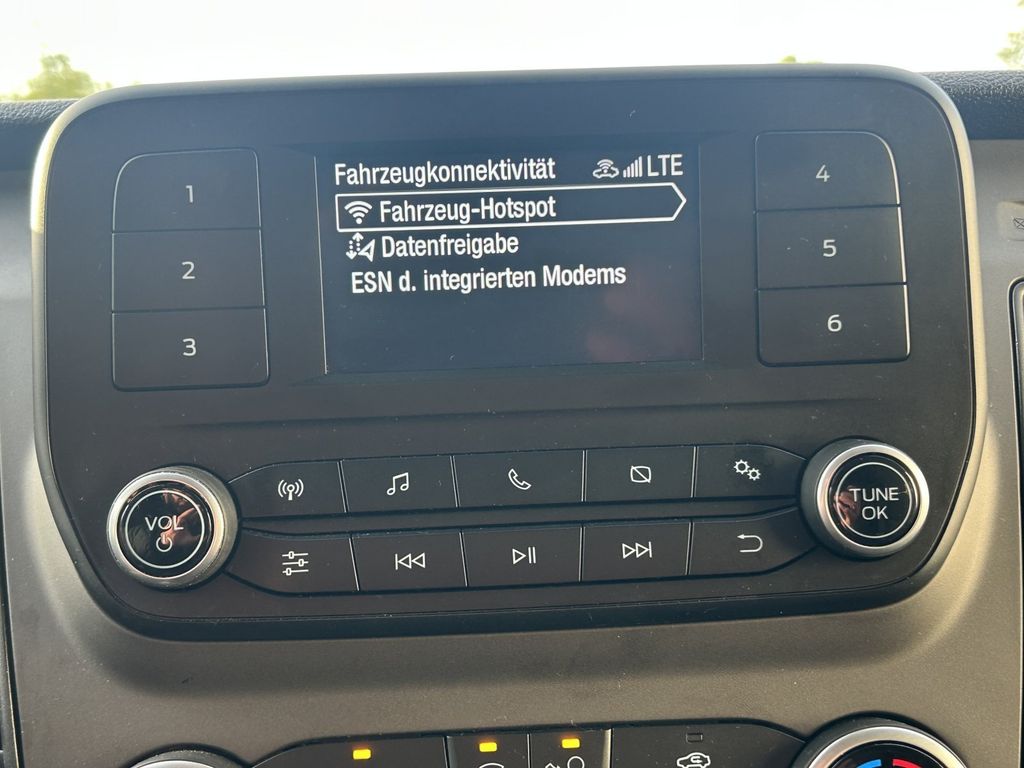 Fahrzeugkonnektivität LTE
Fahrzeug-Hotspot
Datenfreigabe
ESN d. integrierten Modems
1
2
3
4
5
6
VOL
TUNE
OK